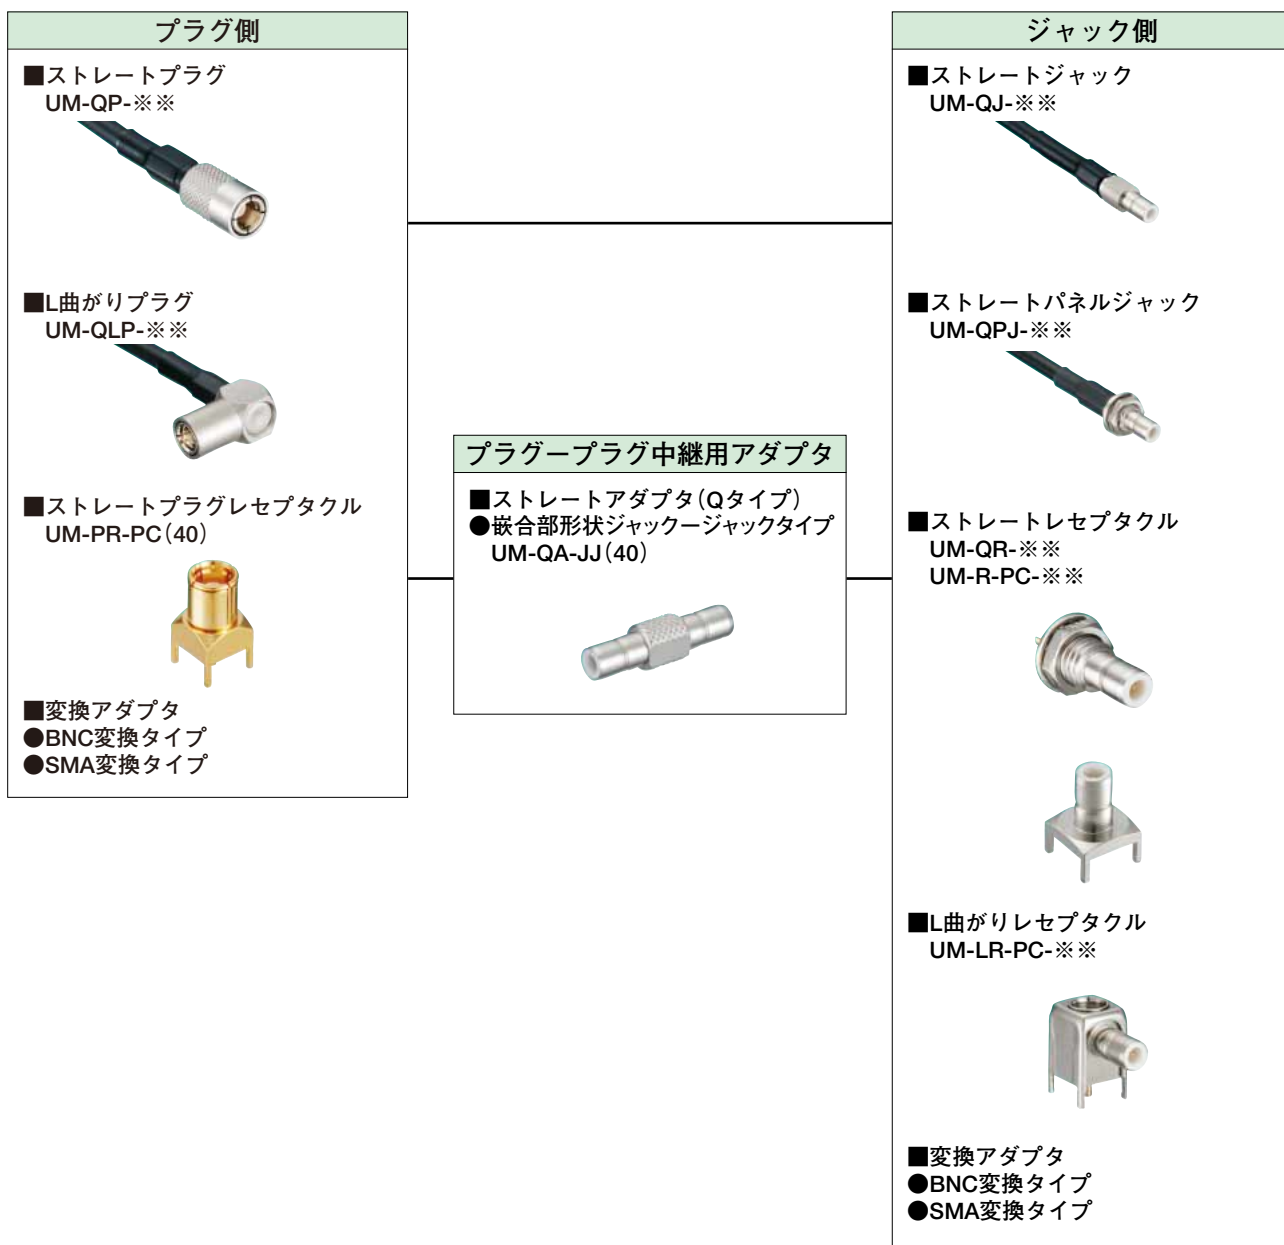 プラグ側
■ストレートプラグ
UM-QP-※※
■L曲がりプラグ
UM-QLP-※※
■ストレートプラグレセプタクル
UM-PR-PC(40)
■変換アダプタ
●BNC変換タイプ
●SMA変換タイプ
プラグープラグ中継用アダプタ
■ストレートアダプタ(Qタイプ)
●嵌合部形状ジャックージャックタイプ
UM-QA-JJ(40)
ジャック側
■ストレートジャック
UM-QJ-※※
■ストレートパネルジャック
UM-QPJ-※※
■ストレートレセプタクル
UM-QR-※※
UM-R-PC-※※
■L曲がりレセプタクル
UM-LR-PC-※※
■変換アダプタ
●BNC変換タイプ
●SMA変換タイプ